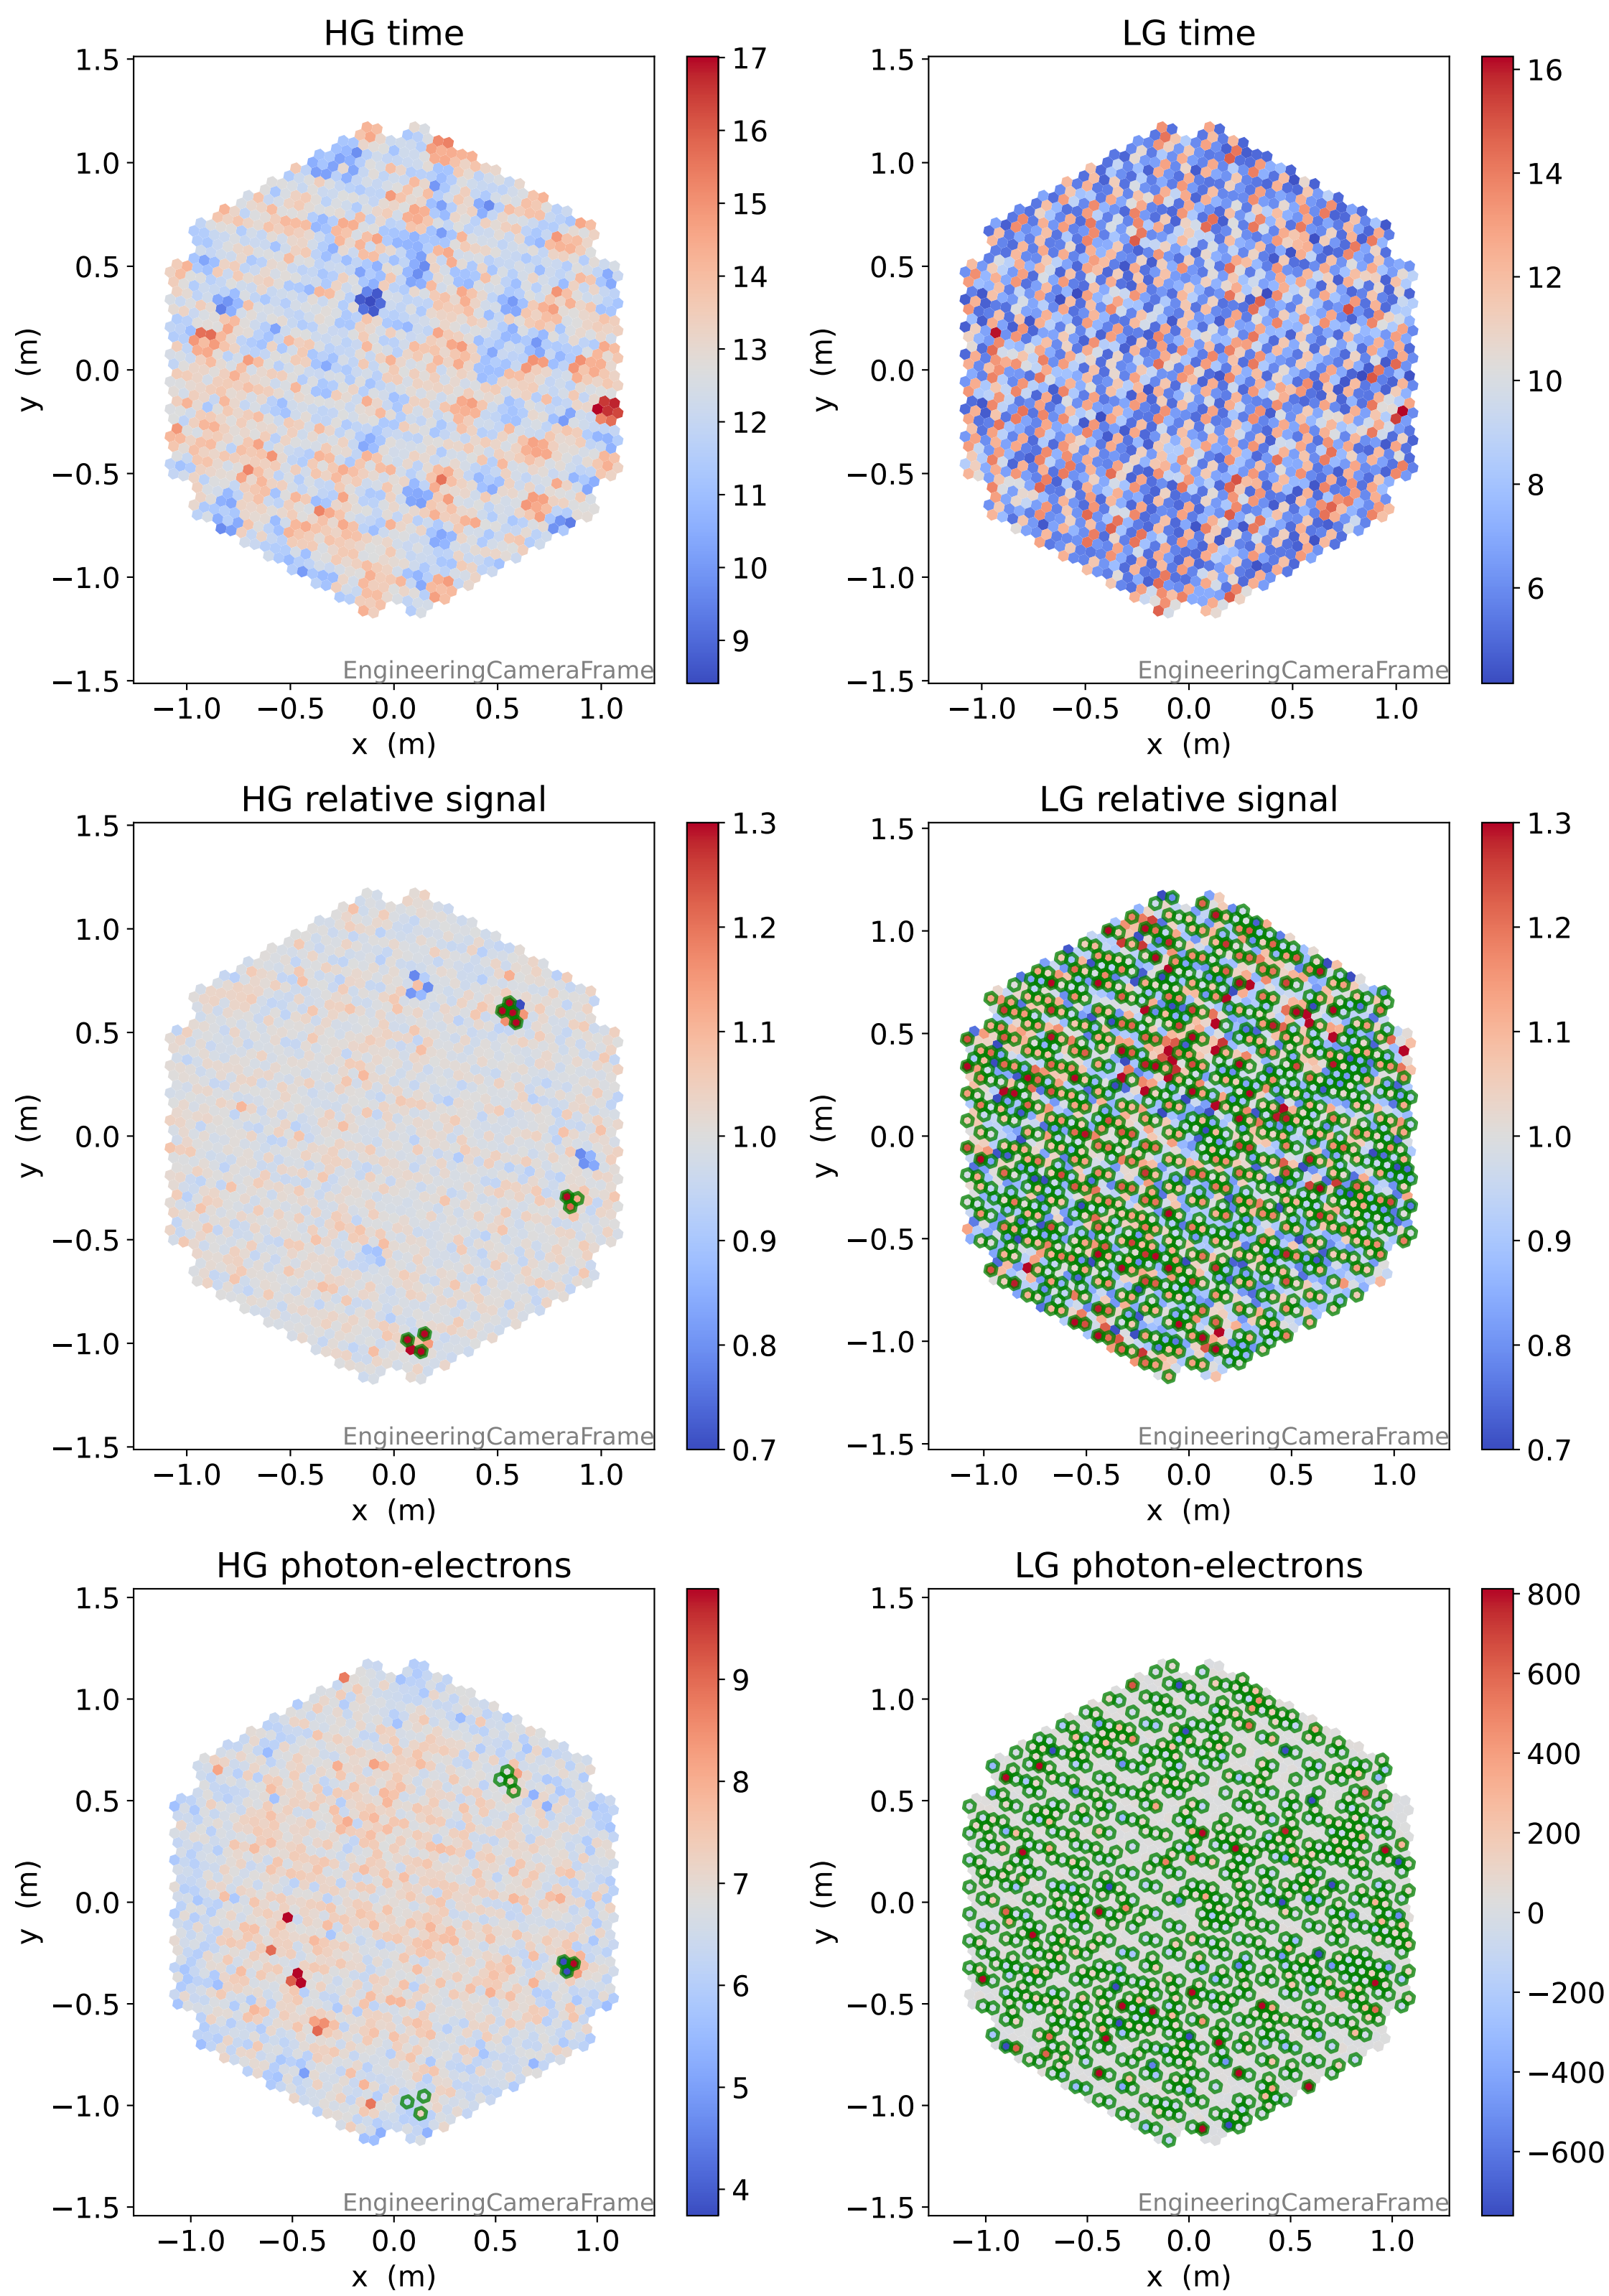 HG time
1.5
1.0
0.5
0.0
−0.5
−1.0
−1.5
y (m)
−1.0 −0.5 0.0 0.5 1.0
x (m)
EngineeringCameraFrame
17
16
15
14
13
12
11
10
9
LG time
1.5
1.0
0.5
0.0
−0.5
−1.0
−1.5
y (m)
−1.0 −0.5 0.0 0.5 1.0
x (m)
EngineeringCameraFrame
16
14
12
10
8
6
HG relative signal
1.5
1.0
0.5
0.0
−0.5
−1.0
−1.5
y (m)
−1.0 −0.5 0.0 0.5 1.0
x (m)
EngineeringCameraFrame
1.3
1.2
1.1
1.0
0.9
0.8
0.7
LG relative signal
1.5
1.0
0.5
0.0
−0.5
−1.0
−1.5
y (m)
−1.0 −0.5 0.0 0.5 1.0
x (m)
EngineeringCameraFrame
1.3
1.2
1.1
1.0
0.9
0.8
0.7
HG photon-electrons
1.5
1.0
0.5
0.0
−0.5
−1.0
−1.5
y (m)
−1.0 −0.5 0.0 0.5 1.0
x (m)
EngineeringCameraFrame
9
8
7
6
5
4
LG photon-electrons
1.5
1.0
0.5
0.0
−0.5
−1.0
−1.5
y (m)
−1.0 −0.5 0.0 0.5 1.0
x (m)
EngineeringCameraFrame
800
600
400
200
0
−200
−400
−600